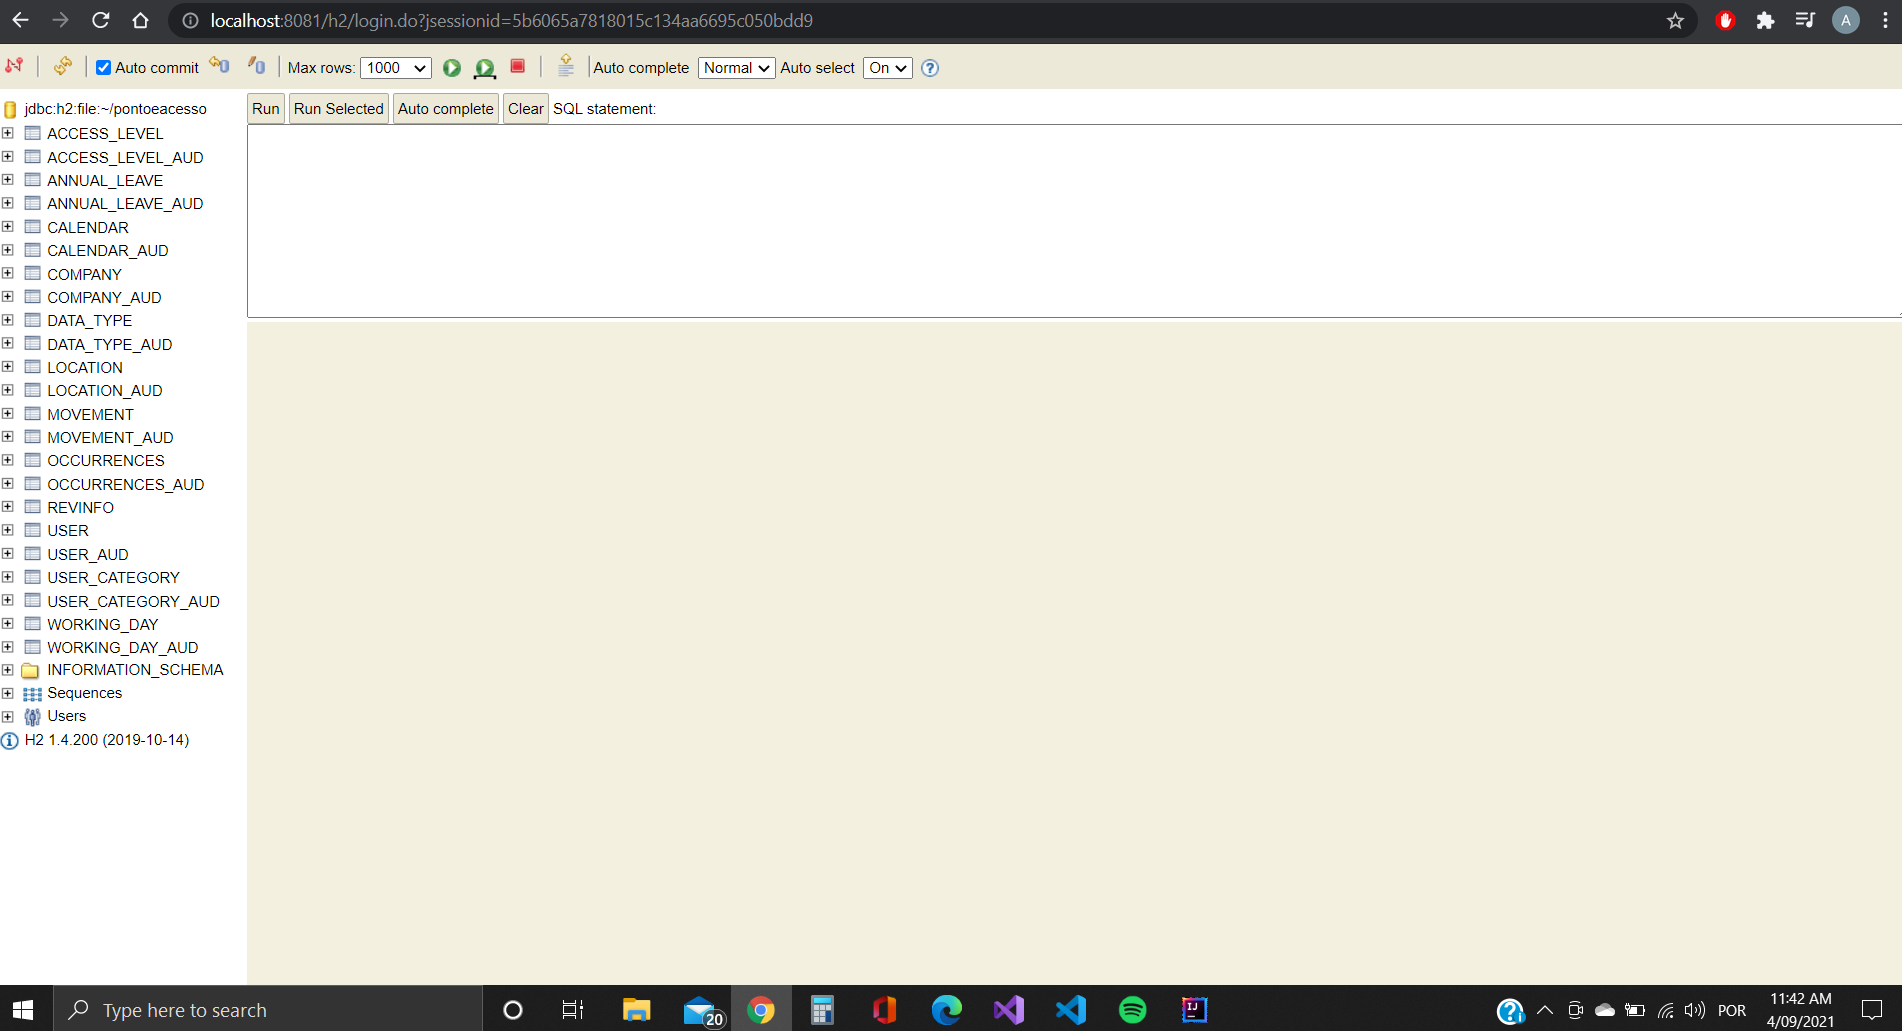 localhost:8081/h2/login.do?jsessionid=5b6065a7818015c134aa6695c050bdd9
A
Auto commit Max rows: 1000 Auto complete Normal Auto select On ?
jdbc:h2:file:~/pontoeacesso
Run Run Selected Auto complete Clear SQL statement:
ACCESS_LEVEL
ACCESS_LEVEL_AUD
ANNUAL_LEAVE
ANNUAL_LEAVE_AUD
CALENDAR
CALENDAR_AUD
COMPANY
COMPANY_AUD
DATA_TYPE
DATA_TYPE_AUD
LOCATION
LOCATION_AUD
MOVEMENT
MOVEMENT_AUD
OCCURRENCES
OCCURRENCES_AUD
REVINFO
USER
USER_AUD
USER_CATEGORY
USER_CATEGORY_AUD
WORKING_DAY
WORKING_DAY_AUD
INFORMATION_SCHEMA
Sequences
Users
H2 1.4.200 (2019-10-14)
Type here to search
20
IJ
POR
11:42 AM
4/09/2021